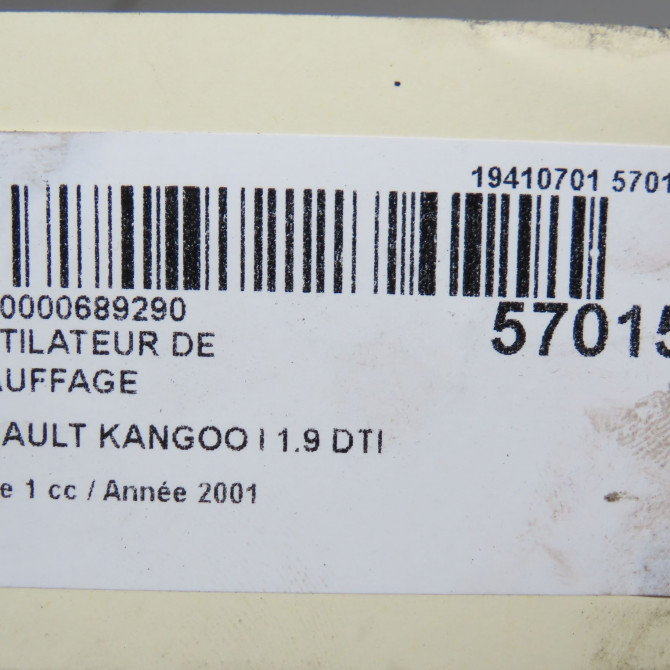 19410701 5701
0000689290
57015
TILATEUR DE
AUFFAGE
AULT KANGOO I 1.9 DTI
e 1 cc / Année 2001